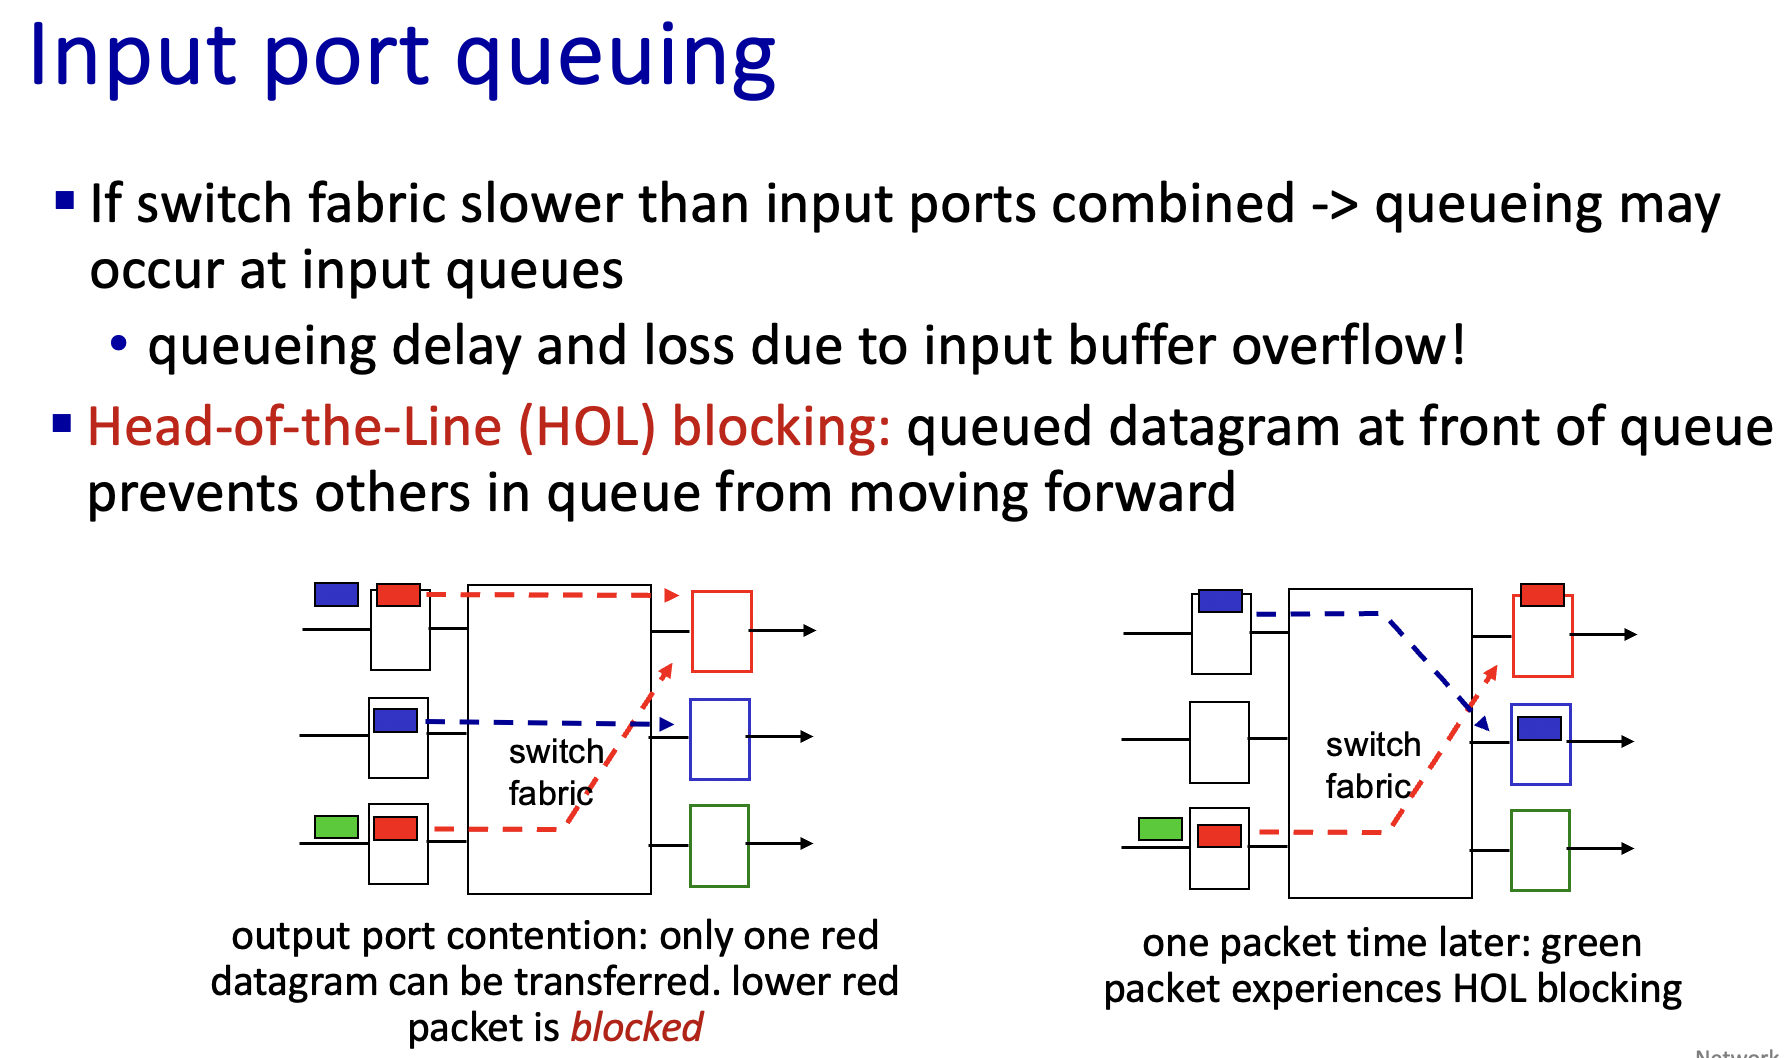 Input port queuing
▪ If switch fabric slower than input ports combined -> queueing may
occur at input queues
• queueing delay and loss due to input buffer overflow!
▪ Head-of-the-Line (HOL) blocking: queued datagram at front of queue
prevents others in queue from moving forward
switch
fabric
output port contention: only one red
datagram can be transferred. lower red
packet is blocked
switch
fabric
one packet time later: green
packet experiences HOL blocking